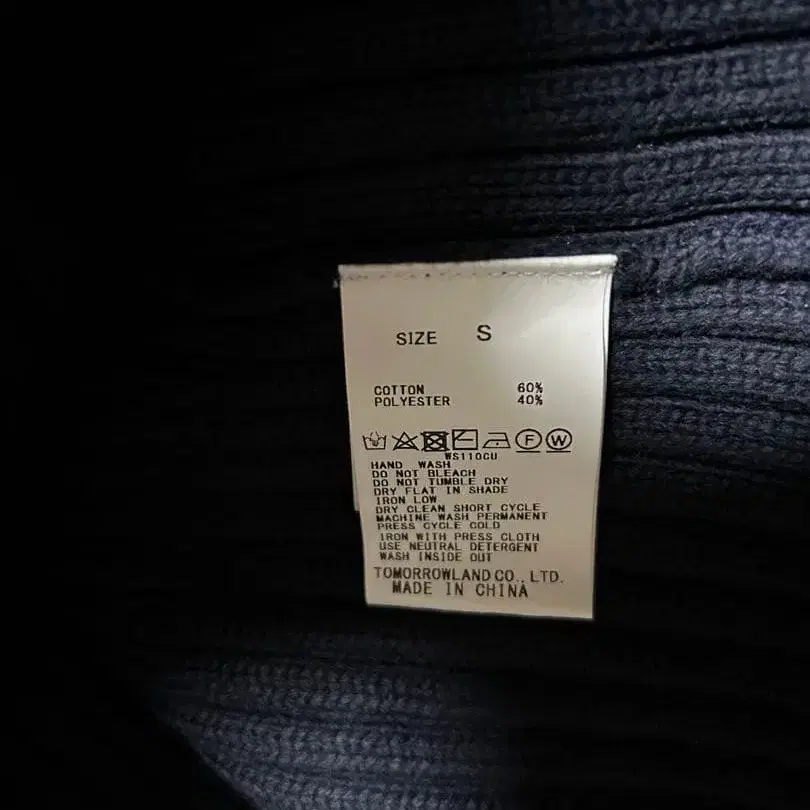 SIZE S
COTTON 60%
POLYESTER 40%
F W
WS110CU
HAND WASH
DO NOT BLEACH
DO NOT TUMBLE DRY
DRY FLAT IN SHADE
IRON LOW
DRY CLEAN SHORT CYCLE
MACHINE WASH PERMANENT
PRESS CYCLE COLD
IRON WITH PRESS CLOTH
USE NEUTRAL DETERGENT
WASH INSIDE OUT
TOMORROWLAND CO., LTD.
MADE IN CHINA